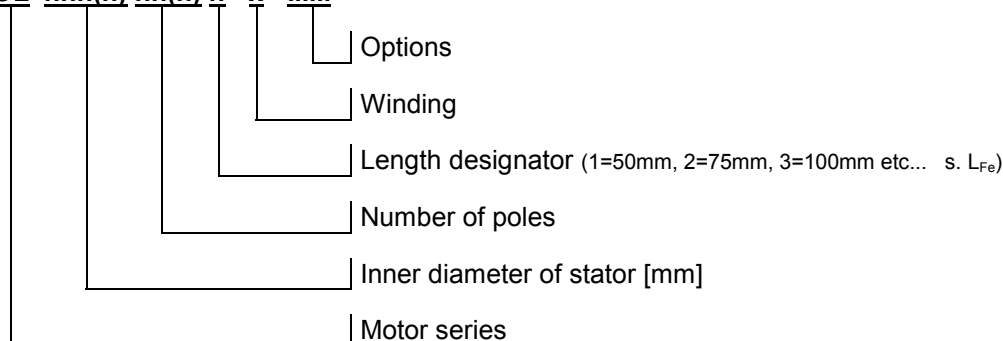 Options
Winding
Length designator (1=50mm, 2=75mm, 3=100mm etc... s. LFe)
Number of poles
Inner diameter of stator [mm]
Motor series